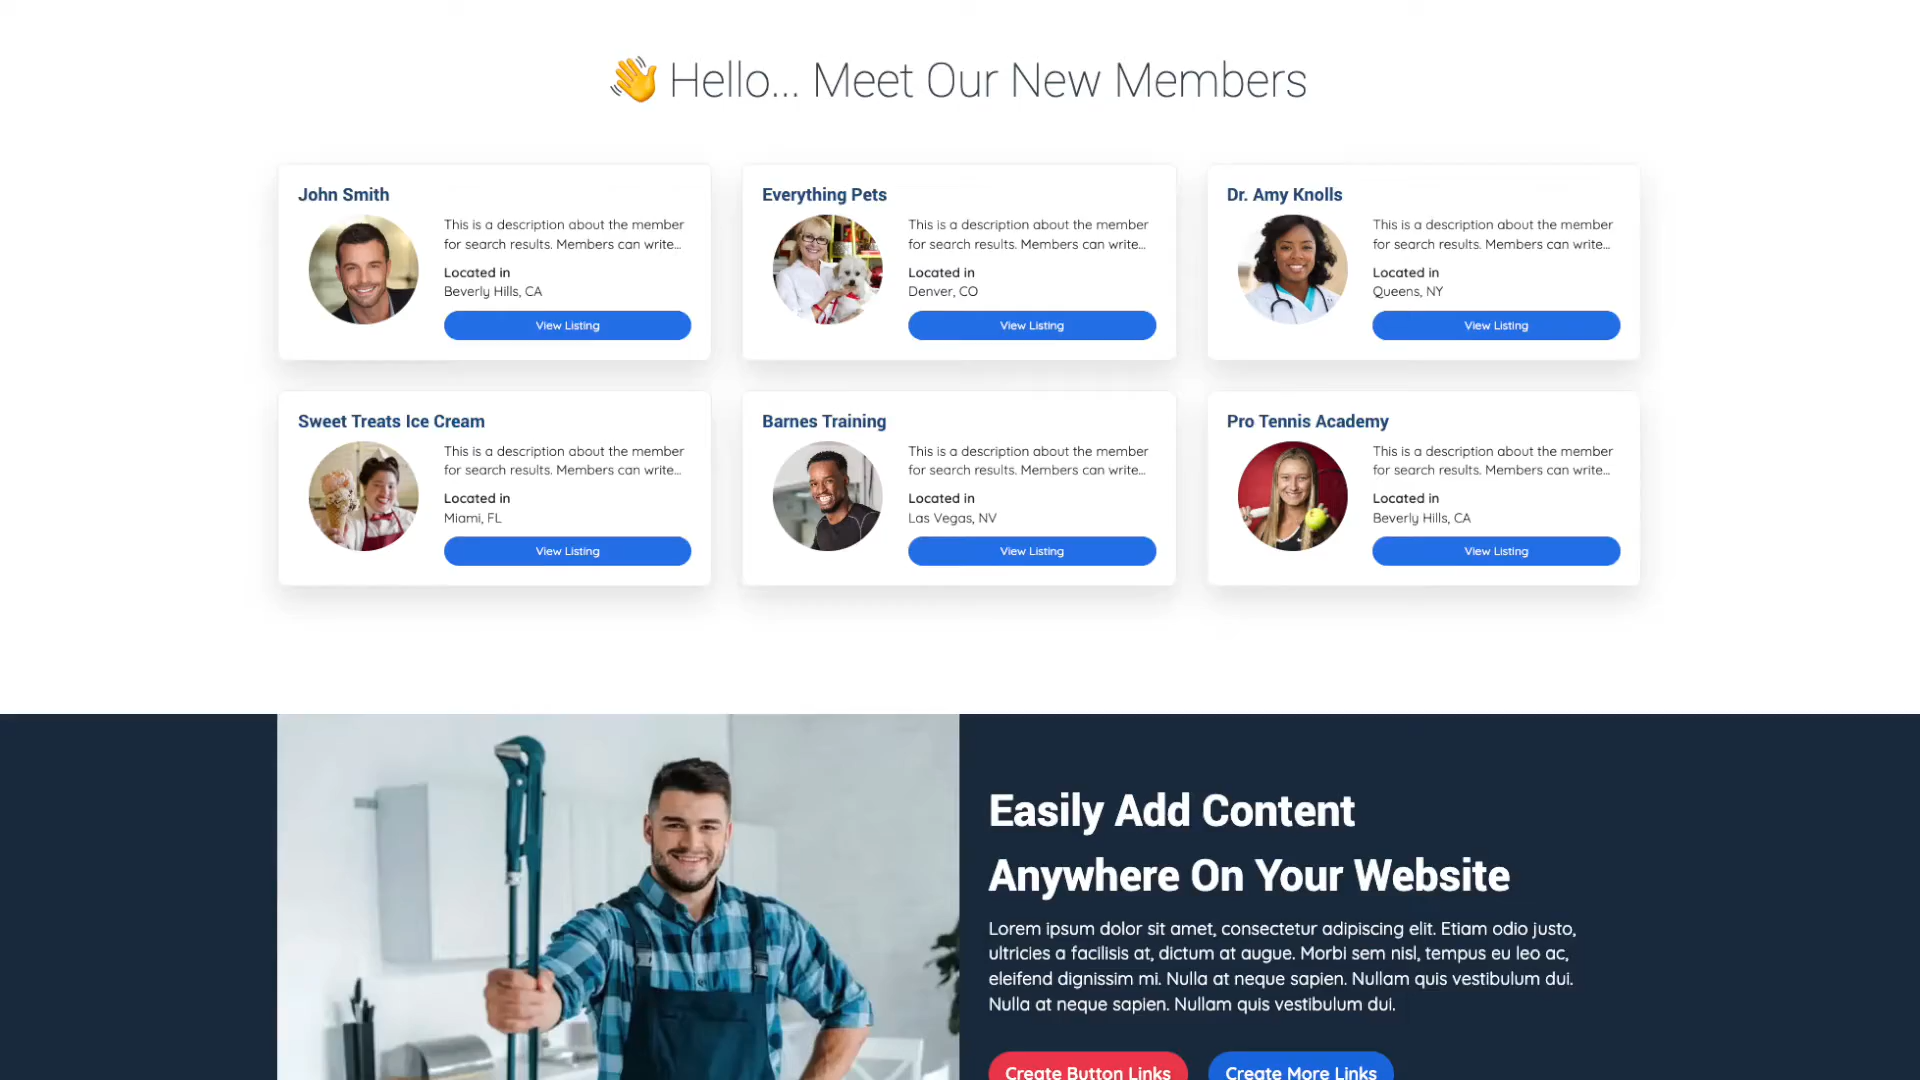 👋 Hello... Meet Our New Members
John Smith
This is a description about the member
for search results. Members can write...
Located in
Beverly Hills, CA
View Listing
Everything Pets
This is a description about the member
for search results. Members can write...
Located in
Denver, CO
View Listing
Dr. Amy Knolls
This is a description about the member
for search results. Members can write...
Located in
Queens, NY
View Listing
Sweet Treats Ice Cream
This is a description about the member
for search results. Members can write...
Located in
Miami, FL
View Listing
Barnes Training
This is a description about the member
for search results. Members can write...
Located in
Las Vegas, NV
View Listing
Pro Tennis Academy
This is a description about the member
for search results. Members can write...
Located in
Beverly Hills, CA
View Listing
Easily Add Content
Anywhere On Your Website
Lorem ipsum dolor sit amet, consectetur adipiscing elit. Etiam odio justo,
ultricies a facilisis at, dictum at augue. Morbi sem nisl, tempus eu leo ac,
eleifend dignissim mi. Nulla at neque sapien. Nullam quis vestibulum dui.
Nulla at neque sapien. Nullam quis vestibulum dui.
Create Button Links
Create More Links